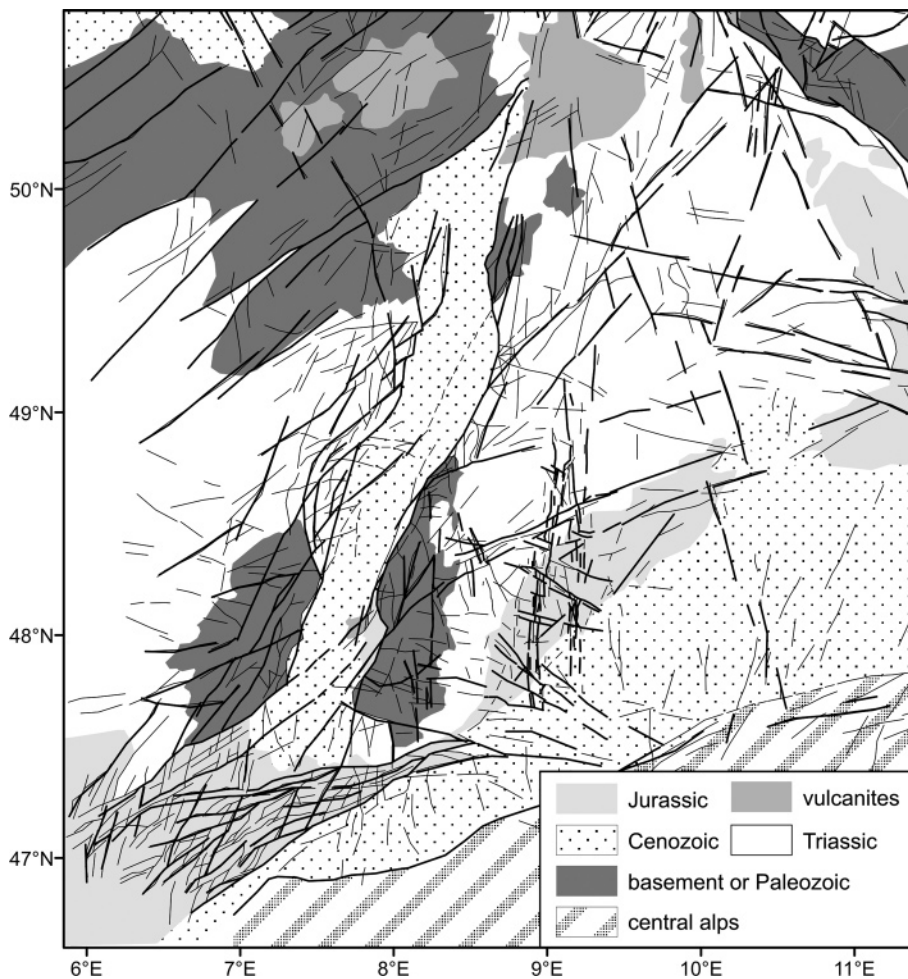 50°N
49°N
48°N
47°N
Jurassic
vulcanites
Cenozoic
Triassic
basement or Paleozoic
central alps
6°E 7°E 8°E 9°E 10°E 11°E